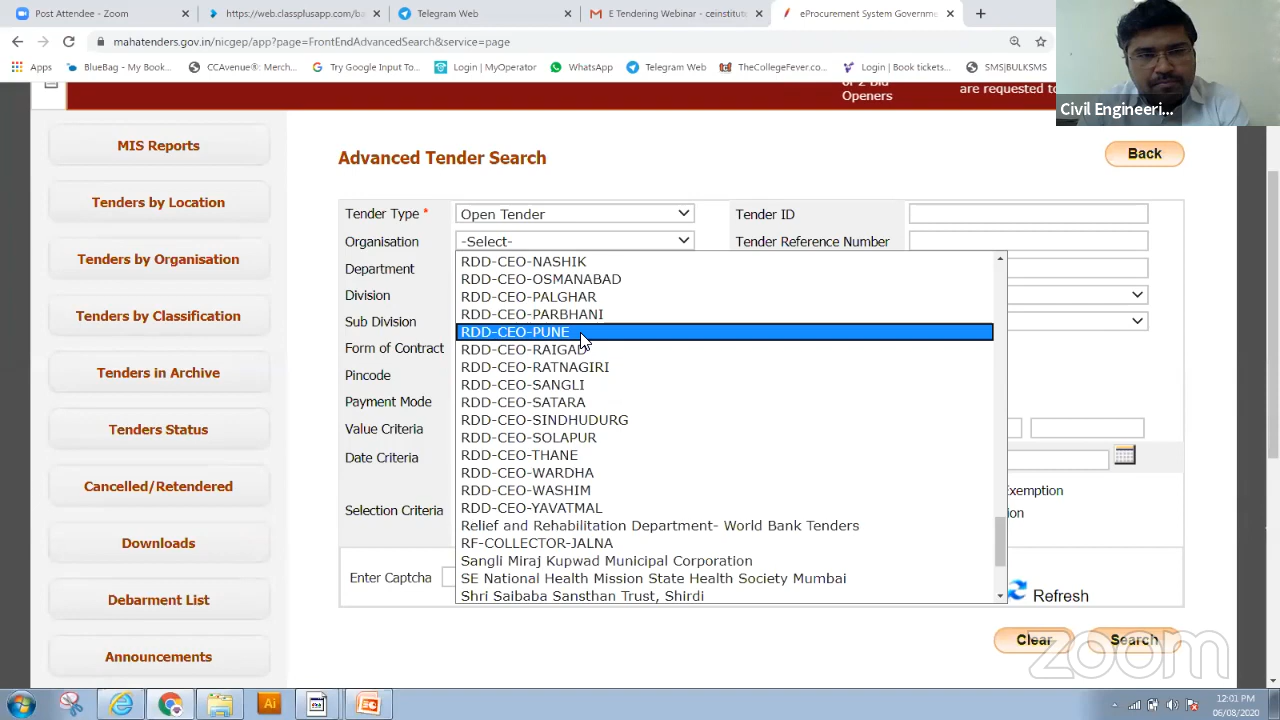 Zoom
web.classplusapp.com/ba
Telegram Web
E Tendering Webinar - ceinstitute
eProcurement System Governme
mahatenders.gov.in/nicgep/app?page=FrontEndAdvancedSearch&service=page
Apps
BlueBag - My Book...
CCAvenue®: Merch...
Try Google Input To...
Login | MyOperator
WhatsApp
Telegram Web
TheCollegeFever.co...
Login | Book tickets...
SMS|BULKSMS
Civil Engineeri...
or 2 Bid
Openers
are requested to
MIS Reports
Tenders by Location
Tenders by Organisation
Tenders by Classification
Tenders in Archive
Tenders Status
Cancelled/Retendered
Downloads
Debarment List
Announcements
Advanced Tender Search
Back
Tender Type *
Open Tender
Tender ID
Organisation
-Select-
Tender Reference Number
Department
Division
Sub Division
Form of Contract
Pincode
Payment Mode
Value Criteria
Date Criteria
Selection Criteria
Enter Captcha
RDD-CEO-NASHIK
RDD-CEO-OSMANABAD
RDD-CEO-PALGHAR
RDD-CEO-PARBHANI
RDD-CEO-PUNE
RDD-CEO-RAIGAD
RDD-CEO-RATNAGIRI
RDD-CEO-SANGLI
RDD-CEO-SATARA
RDD-CEO-SINDHUDURG
RDD-CEO-SOLAPUR
RDD-CEO-THANE
RDD-CEO-WARDHA
RDD-CEO-WASHIM
RDD-CEO-YAVATMAL
Relief and Rehabilitation Department- World Bank Tenders
RF-COLLECTOR-JALNA
Sangli Miraj Kupwad Municipal Corporation
SE National Health Mission State Health Society Mumbai
Shri Saibaba Sansthan Trust, Shirdi
Exemption
ion
Refresh
Clear
Search
zoom
Ai
12:01 PM
06/08/2020